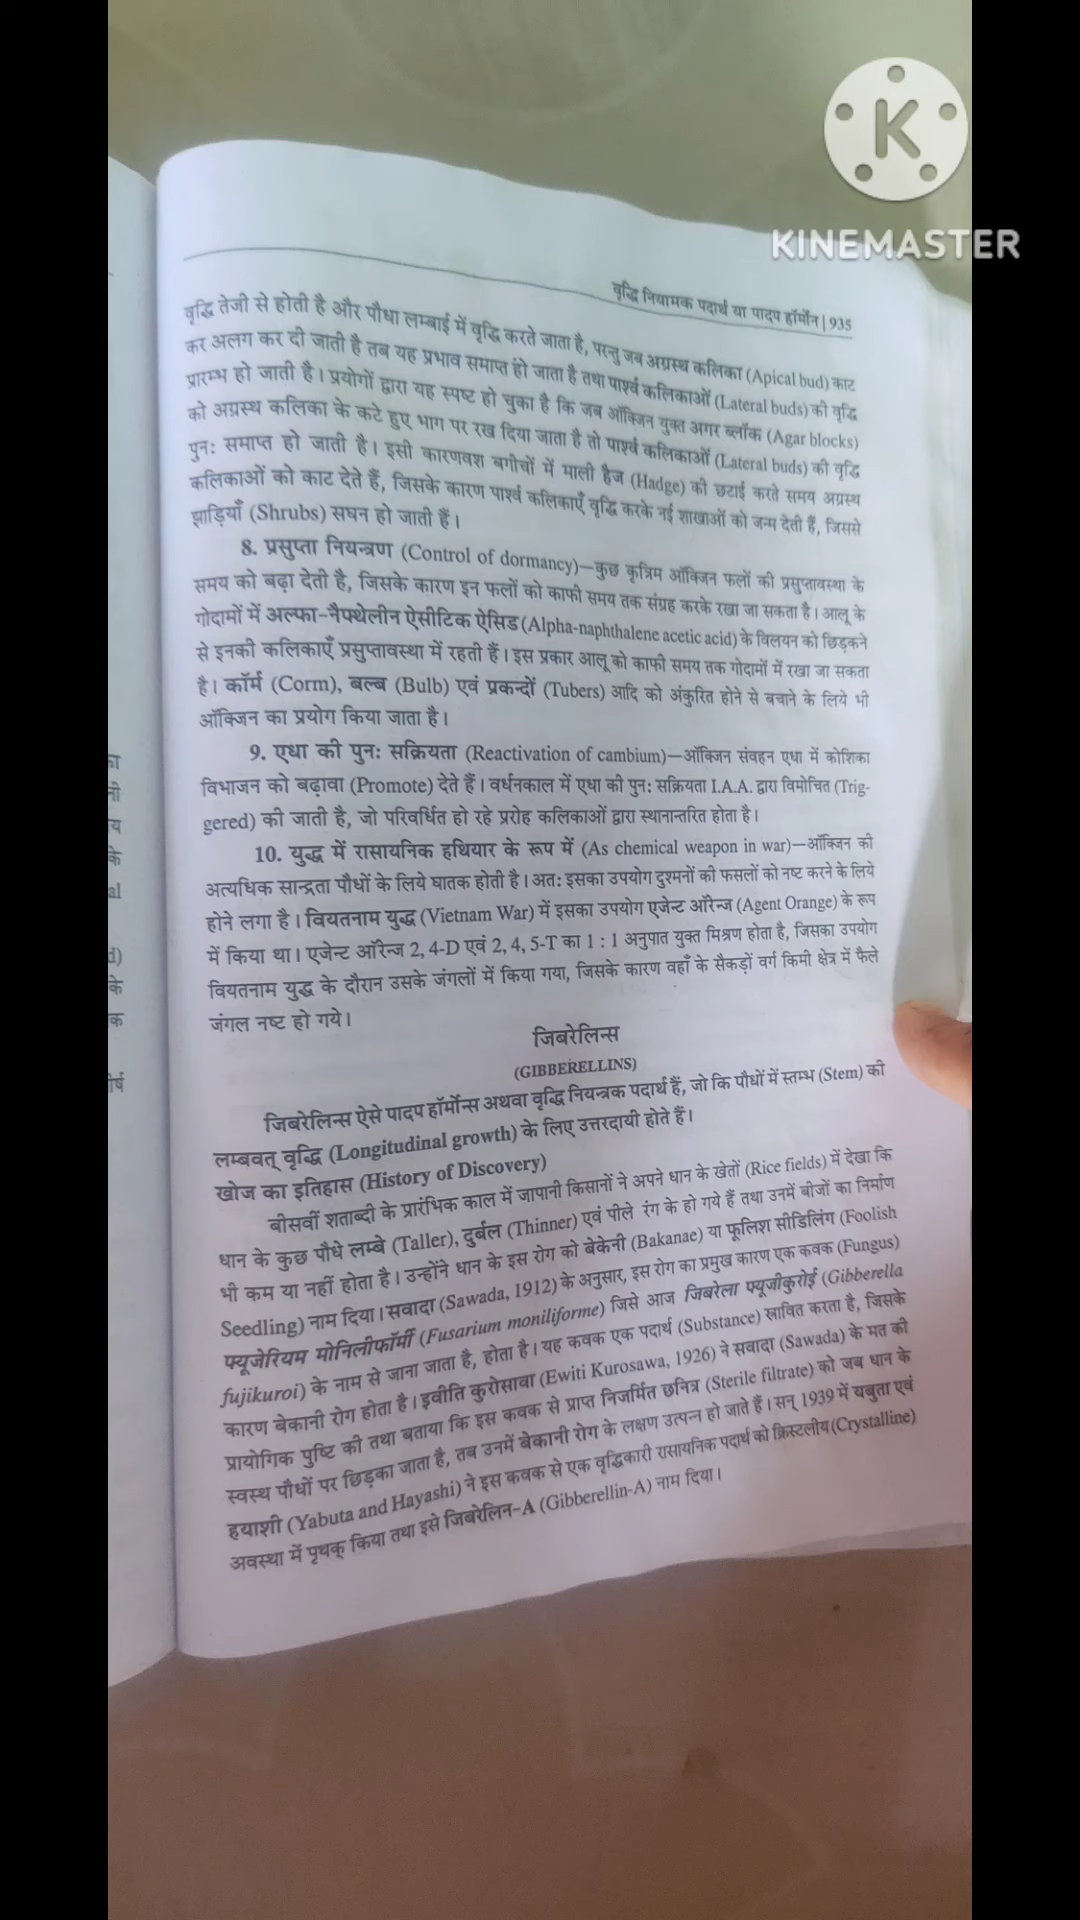 KINEMASTER
वृद्धि नियामक पदार्थ या पादप हॉर्मोन | 935
वृद्धि तेजी से होती है और पौधा लम्बाई में वृद्धि करते जाता है, परन्तु जब अग्रस्थ कलिका (Apical bud) काट
कर अलग कर दी जाती है तब यह प्रभाव समाप्त हो जाता है तथा पार्श्व कलिकाओं (Lateral buds) की वृद्धि
प्रारम्भ हो जाती है। प्रयोगों द्वारा यह स्पष्ट हो चुका है कि जब ऑक्जिन युक्त अगर ब्लॉक (Agar blocks)
को अग्रस्थ कलिका के कटे हुए भाग पर रख दिया जाता है तो पार्श्व कलिकाओं (Lateral buds) की वृद्धि
पुनः समाप्त हो जाती है। इसी कारणवश बगीचों में माली हैज (Hadge) की छटाई करते समय अग्रस्थ
कलिकाओं को काट देते हैं, जिसके कारण पार्श्व कलिकाएँ वृद्धि करके नई शाखाओं को जन्म देती हैं, जिससे
झाड़ियाँ (Shrubs) सघन हो जाती हैं।
8. प्रसुप्ता नियन्त्रण (Control of dormancy)—कुछ कृत्रिम ऑक्जिन फलों की प्रसुप्तावस्था के
समय को बढ़ा देती है, जिसके कारण इन फलों को काफी समय तक संग्रह करके रखा जा सकता है। आलू के
गोदामों में अल्फा-नैफ्थेलीन ऐसीटिक ऐसिड (Alpha-naphthalene acetic acid) के विलयन को छिड़कने
से इनकी कलिकाएँ प्रसुप्तावस्था में रहती हैं। इस प्रकार आलू को काफी समय तक गोदामों में रखा जा सकता
है। कॉर्म (Corm), बल्ब (Bulb) एवं प्रकन्दों (Tubers) आदि को अंकुरित होने से बचाने के लिये भी
ऑक्जिन का प्रयोग किया जाता है।
9. एधा की पुनः सक्रियता (Reactivation of cambium)—ऑक्जिन संवहन एधा में कोशिका
विभाजन को बढ़ावा (Promote) देते हैं। वर्धनकाल में एधा की पुनः सक्रियता I.A.A. द्वारा विमोचित (Trig-
gered) की जाती है, जो परिवर्धित हो रहे प्ररोह कलिकाओं द्वारा स्थानान्तरित होता है।
10. युद्ध में रासायनिक हथियार के रूप में (As chemical weapon in war)—ऑक्जिन की
अत्यधिक सान्द्रता पौधों के लिये घातक होती है। अतः इसका उपयोग दुश्मनों की फसलों को नष्ट करने के लिये
होने लगा है। वियतनाम युद्ध (Vietnam War) में इसका उपयोग एजेन्ट ऑरेन्ज (Agent Orange) के रूप
में किया था। एजेन्ट ऑरेन्ज 2, 4-D एवं 2, 4, 5-T का 1 : 1 अनुपात युक्त मिश्रण होता है, जिसका उपयोग
वियतनाम युद्ध के दौरान उसके जंगलों में किया गया, जिसके कारण वहाँ के सैकड़ों वर्ग किमी क्षेत्र में फैले
जंगल नष्ट हो गये।
जिबरेलिन्स
(GIBBERELLINS)
जिबरेलिन्स ऐसे पादप हॉर्मोन्स अथवा वृद्धि नियन्त्रक पदार्थ हैं, जो कि पौधों में स्तम्भ (Stem) की
लम्बवत् वृद्धि (Longitudinal growth) के लिए उत्तरदायी होते हैं।
खोज का इतिहास (History of Discovery)
बीसवीं शताब्दी के प्रारंभिक काल में जापानी किसानों ने अपने धान के खेतों (Rice fields) में देखा कि
धान के कुछ पौधे लम्बे (Taller), दुर्बल (Thinner) एवं पीले रंग के हो गये हैं तथा उनमें बीजों का निर्माण
भी कम या नहीं होता है। उन्होंने धान के इस रोग को बेकेनी (Bakanae) या फूलिश सीडिलिंग (Foolish
Seedling) नाम दिया। सवादा (Sawada, 1912) के अनुसार, इस रोग का प्रमुख कारण एक कवक (Fungus)
फ्यूजेरियम मोनिलीफॉर्मी (Fusarium moniliforme) जिसे आज जिबरेला फ्यूजीकुरोई (Gibberella
fujikuroi) के नाम से जाना जाता है, होता है। यह कवक एक पदार्थ (Substance) स्रावित करता है, जिसके
कारण बेकानी रोग होता है। इवीति कुरोसावा (Ewiti Kurosawa, 1926) ने सवादा (Sawada) के मत की
प्रायोगिक पुष्टि की तथा बताया कि इस कवक से प्राप्त निजर्मित छनित्र (Sterile filtrate) को जब धान के
स्वस्थ पौधों पर छिड़का जाता है, तब उनमें बेकानी रोग के लक्षण उत्पन्न हो जाते हैं। सन् 1939 में यबुता एवं
हयाशी (Yabuta and Hayashi) ने इस कवक से एक वृद्धिकारी रासायनिक पदार्थ को क्रिस्टलीय (Crystalline)
अवस्था में पृथक् किया तथा इसे जिबरेलिन-A (Gibberellin-A) नाम दिया।